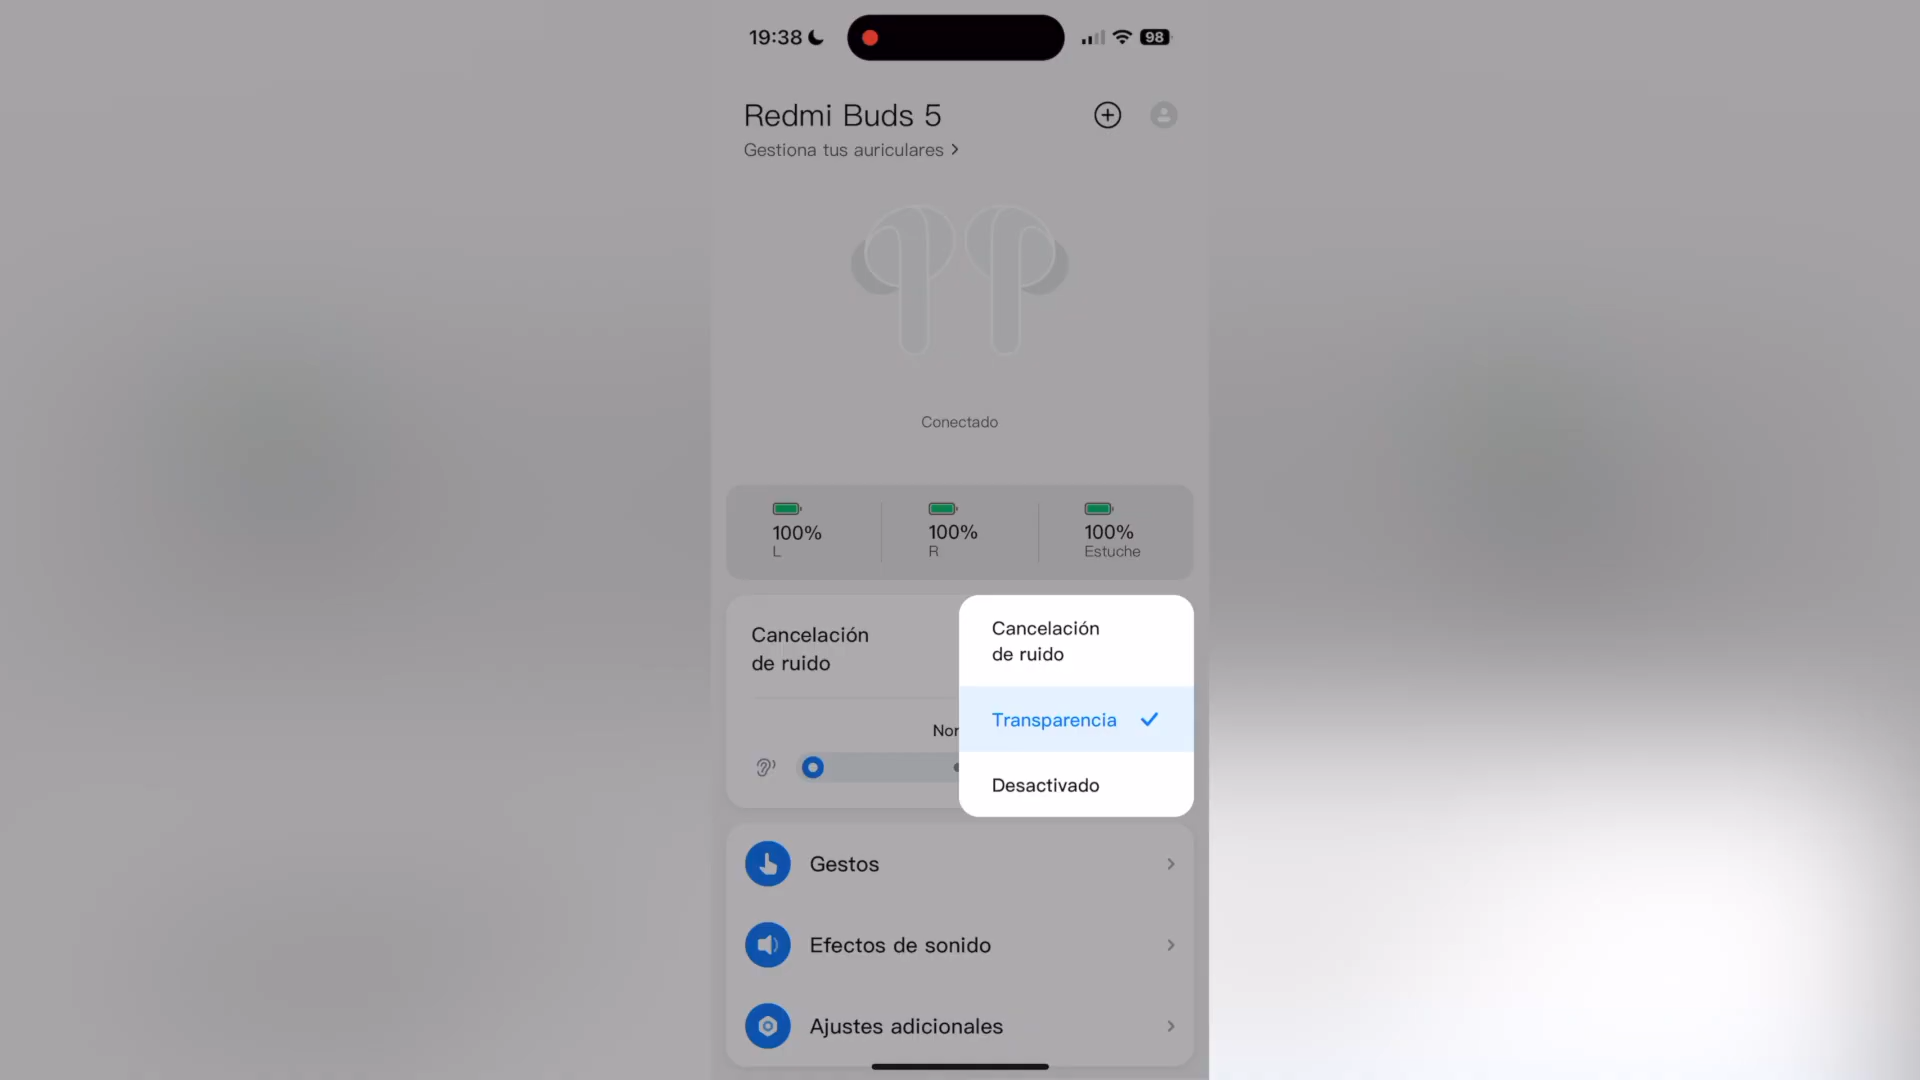 19:38
98
Redmi Buds 5
Gestiona tus auriculares
Conectado
100%
L
100%
R
100%
Estuche
Cancelación
de ruido
Nor
Cancelación
de ruido
Transparencia
Desactivado
Gestos
Efectos de sonido
Ajustes adicionales